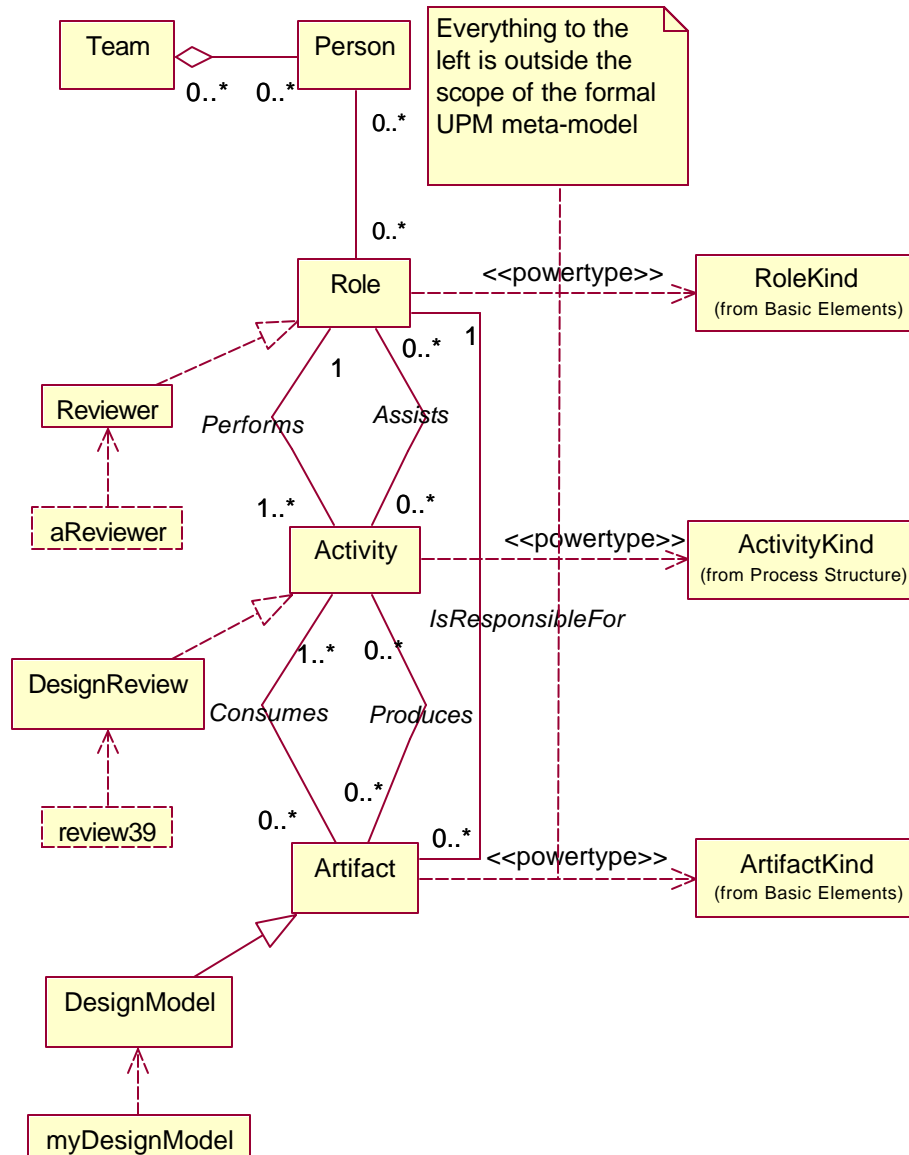 Team
Person
Everything to the
left is outside the
scope of the formal
UPM meta-model
0..*
0..*
0..*
0..*
Role
<<powertype>>
RoleKind
(from Basic Elements)
1
0..*
1
Reviewer
Performs
Assists
aReviewer
1..*
0..*
Activity
<<powertype>>
ActivityKind
(from Process Structure)
IsResponsibleFor
1..*
0..*
DesignReview
Consumes
Produces
review39
0..*
0..*
0..*
Artifact
<<powertype>>
ArtifactKind
(from Basic Elements)
DesignModel
myDesignModel